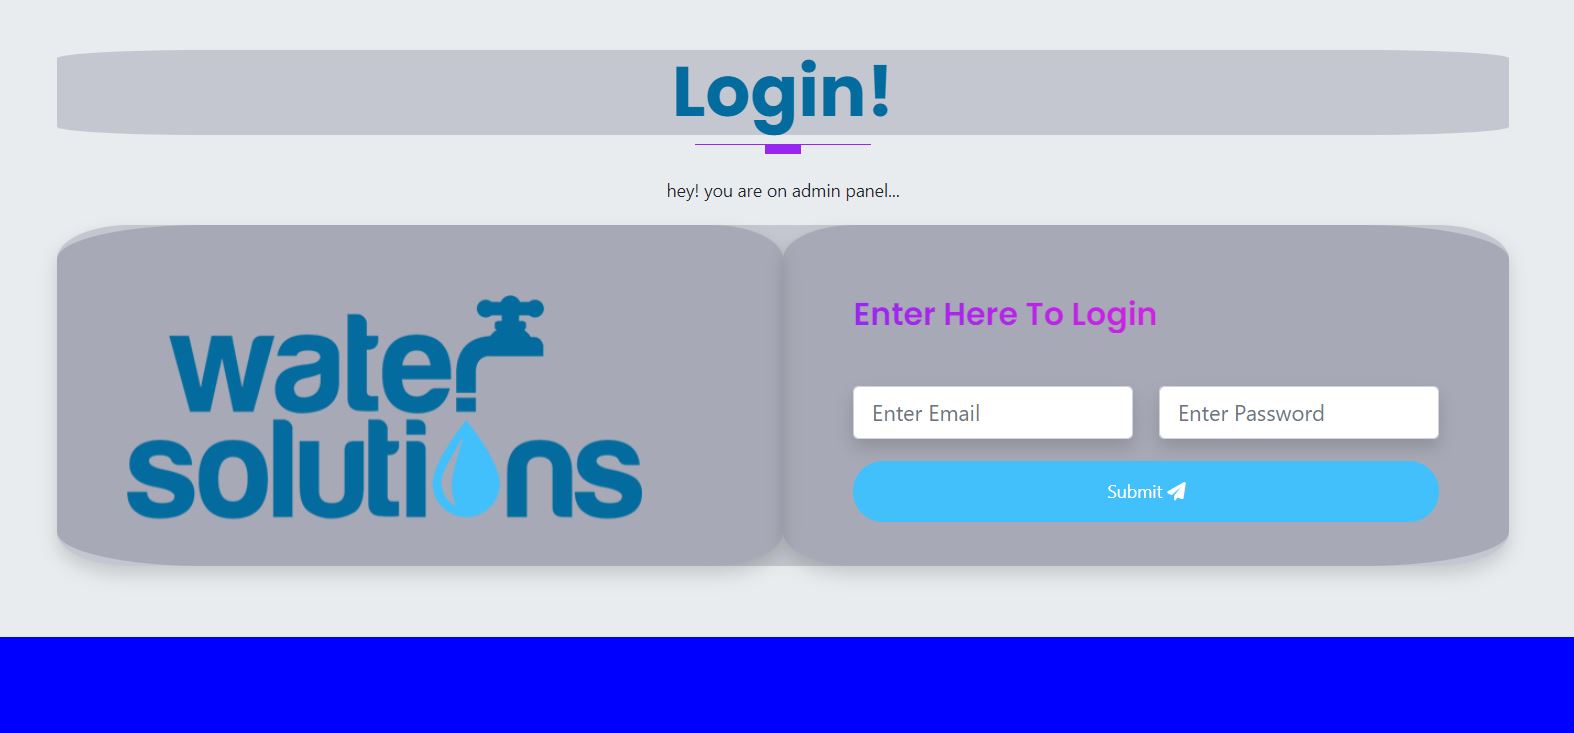 Login!
hey! you are on admin panel...
water
solutions
Enter Here To Login
Enter Email
Enter Password
Submit